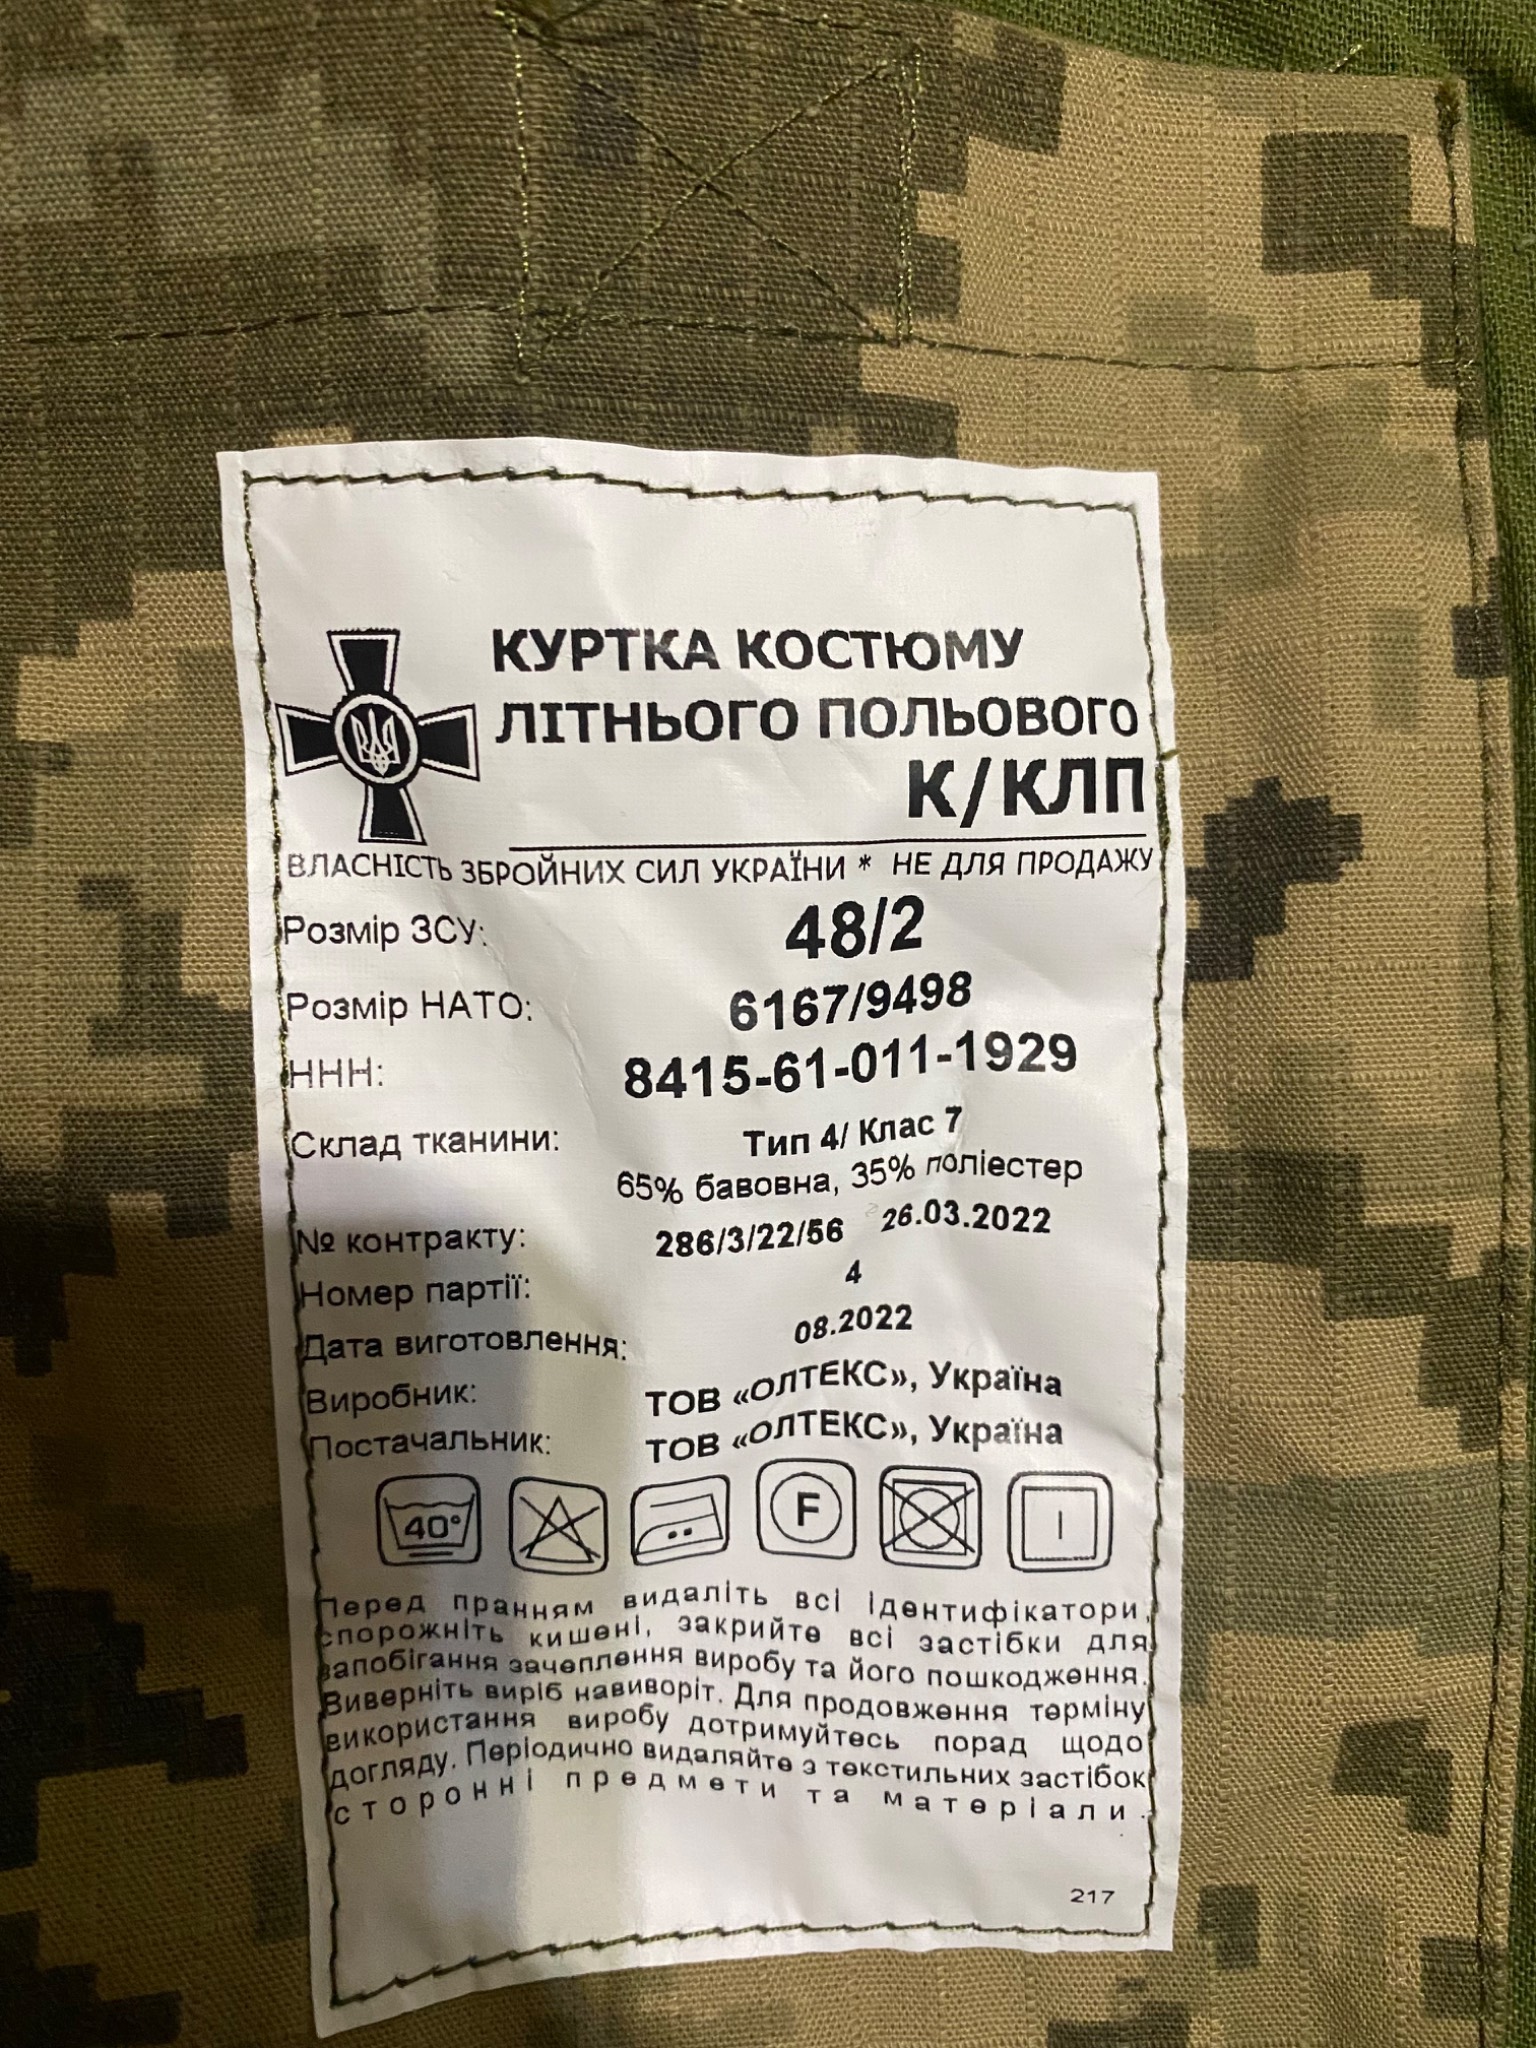 КУРТКА КОСТЮМУ
ЛІТНЬОГО ПОЛЬОВОГО
К/КЛП
ВЛАСНІСТЬ ЗБРОЙНИХ СИЛ УКРАЇНИ * НЕ ДЛЯ ПРОДАЖУ
Розмір ЗСУ: 48/2
Розмір НАТО: 6167/9498
ННН: 8415-61-011-1929
Склад тканини: Тип 4/ Клас 7
65% бавовна, 35% поліестер
№ контракту: 286/3/22/56 26.03.2022
Номер партії: 4
Дата виготовлення: 08.2022
Виробник: ТОВ «ОЛТЕКС», Україна
Постачальник: ТОВ «ОЛТЕКС», Україна
40° F
Перед пранням видаліть всі ідентифікатори,
спорожніть кишені, закрийте всі застібки для
запобігання зачеплення виробу та його пошкодження.
Виверніть виріб навиворіт. Для продовження терміну
використання виробу дотримуйтесь порад щодо
догляду. Періодично видаляйте з текстильних застібок
сторонні предмети та матеріали.
217